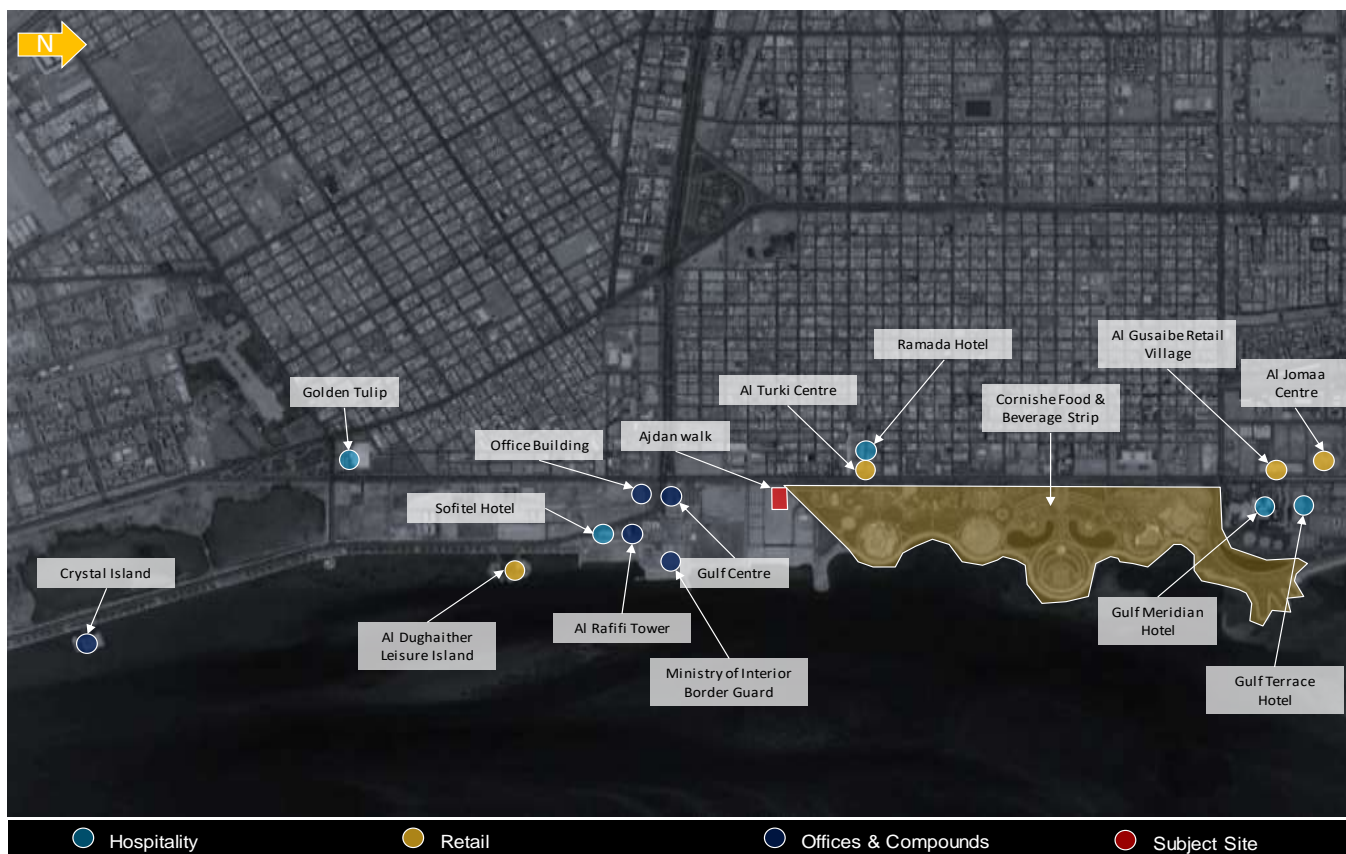 N
Ramada Hotel
Al Gusaibe Retail
Village
Al Jomaa
Centre
Golden Tulip
Al Turki Centre
Cornishe Food &
Beverage Strip
Office Building
Ajdan walk
Sofitel Hotel
Crystal Island
Gulf Centre
Al Dughaither
Leisure Island
Al Rafifi Tower
Gulf Meridian
Hotel
Ministry of Interior
Border Guard
Gulf Terrace
Hotel
Hospitality
Retail
Offices & Compounds
Subject Site